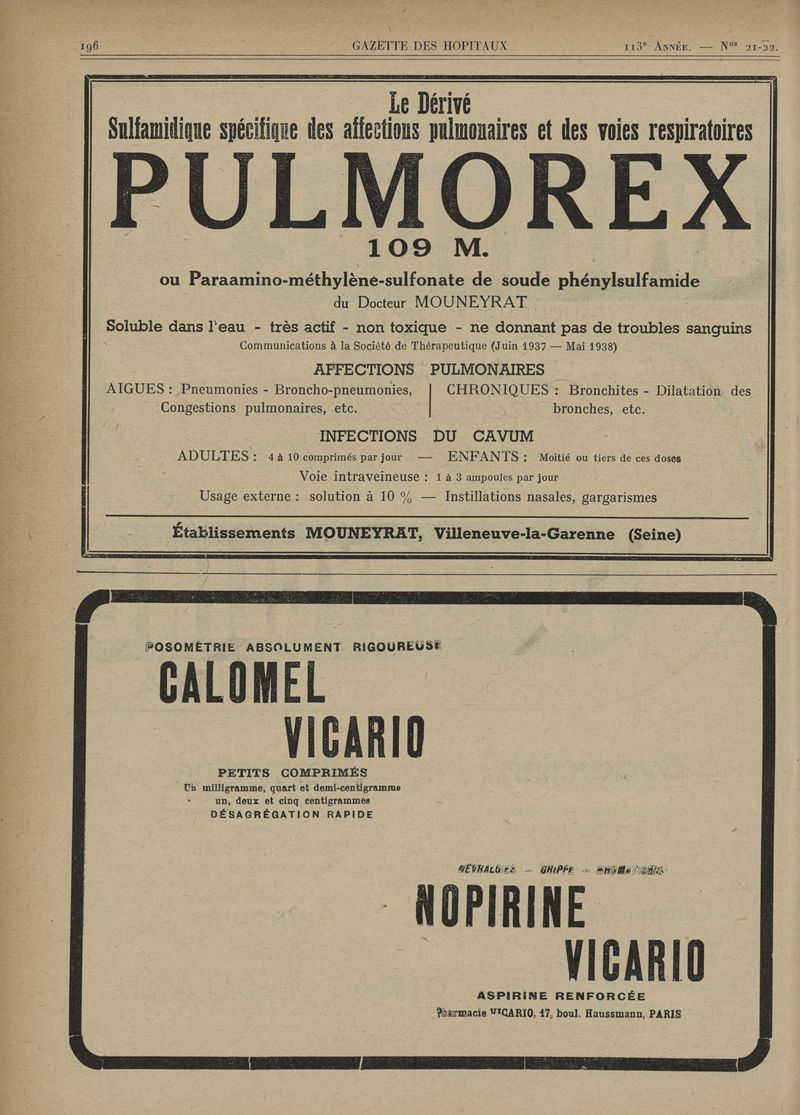 196
GAZETTE DES HOPITAUX
113e ANNÉE. — Nos 21-22.
Le Dérivé
Sulfamidique spécifique des affections pulmonaires et des voies respiratoires
PULMOREX
109 M.
ou Paraamino-méthylène-sulfonate de soude phénylsulfamide
du Docteur MOUNEYRAT
Soluble dans l'eau - très actif - non toxique - ne donnant pas de troubles sanguins
Communications à la Société de Thérapeutique (Juin 1937 — Mai 1938)
AFFECTIONS PULMONAIRES
AIGUES : Pneumonies - Broncho-pneumonies,
Congestions pulmonaires, etc.
CHRONIQUES : Bronchites - Dilatation des
bronches, etc.
INFECTIONS DU CAVUM
ADULTES : 4 à 10 comprimés par jour — ENFANTS : Moitié ou tiers de ces doses
Voie intraveineuse : 1 à 3 ampoules par jour
Usage externe : solution à 10 % — Instillations nasales, gargarismes
Établissements MOUNEYRAT, Villeneuve-la-Garenne (Seine)
POSOMÉTRIE ABSOLUMENT RIGOUREUSE
CALOMEL
VICARIO
PETITS COMPRIMÉS
Un milligramme, quart et demi-centigramme
un, deux et cinq centigrammes
DÉSAGRÉGATION RAPIDE
NÉVRALGIES - GRIPPE -
NOPIRINE
VICARIO
ASPIRINE RENFORCÉE
Pharmacie VICARIO, 17, boul. Haussmann, PARIS